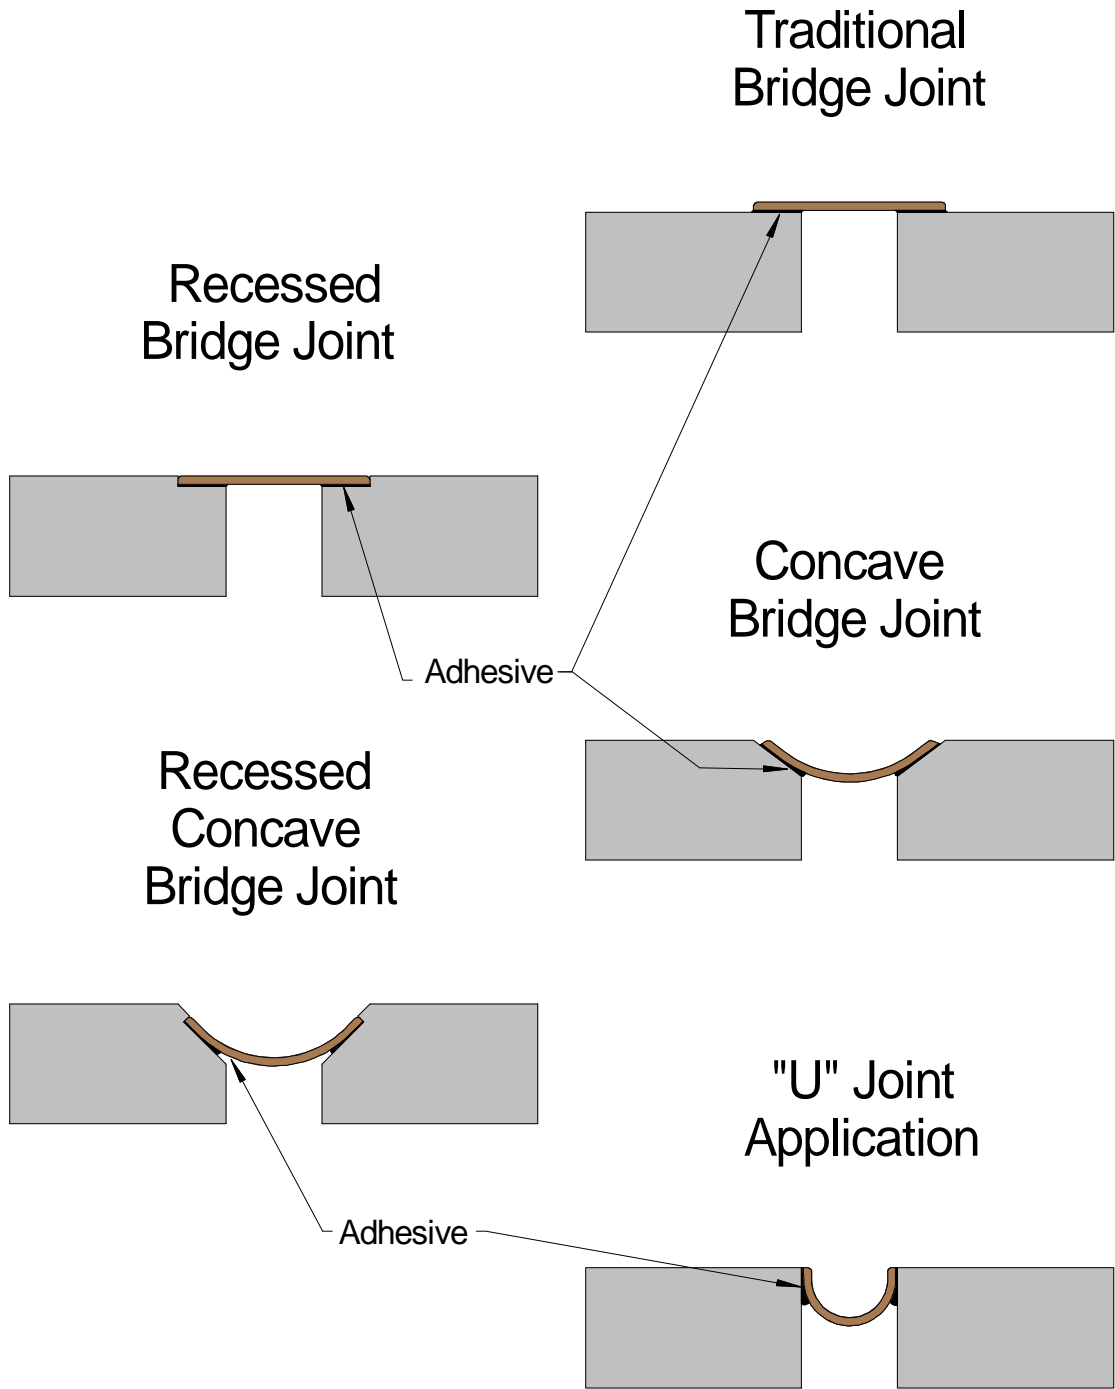 Traditional
Bridge Joint
Recessed
Bridge Joint
Concave
Bridge Joint
Adhesive
Recessed
Concave
Bridge Joint
"U" Joint
Application
Adhesive